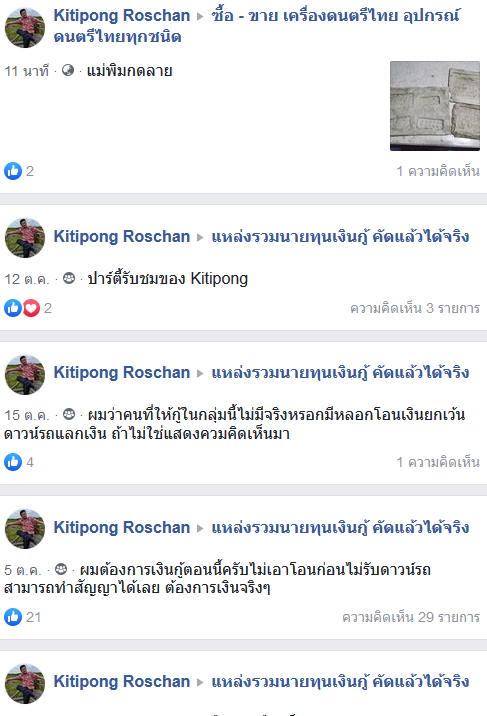 Kitipong Roschan ▸ ซื้อ - ขาย เครื่องดนตรีไทย อุปกรณ์
ดนตรีไทยทุกชนิด
11 นาที · แม่พิมกดลาย
2 1 ความคิดเห็น
Kitipong Roschan ▸ แหล่งรวมนายทุนเงินกู้ คัดแล้วได้จริง
12 ต.ค. · ปาร์ตี้รับชมของ Kitipong
2 ความคิดเห็น 3 รายการ
Kitipong Roschan ▸ แหล่งรวมนายทุนเงินกู้ คัดแล้วได้จริง
15 ต.ค. · ผมว่าคนที่ให้กู้ในกลุ่มนี้ไม่มีจริงหรอกมีหลอกโอนเงินยกเว้น
ดาวน์รถแลกเงิน ถ้าไม่ใช่แสดงควมคิดเห็นมา
4 1 ความคิดเห็น
Kitipong Roschan ▸ แหล่งรวมนายทุนเงินกู้ คัดแล้วได้จริง
5 ต.ค. · ผมต้องการเงินกู้ตอนนี้ครับไม่เอาโอนก่อนไม่รับดาวน์รถ
สามารถทำสัญญาได้เลย ต้องการเงินจริงๆ
21 ความคิดเห็น 29 รายการ
Kitipong Roschan ▸ แหล่งรวมนายทุนเงินกู้ คัดแล้วได้จริง